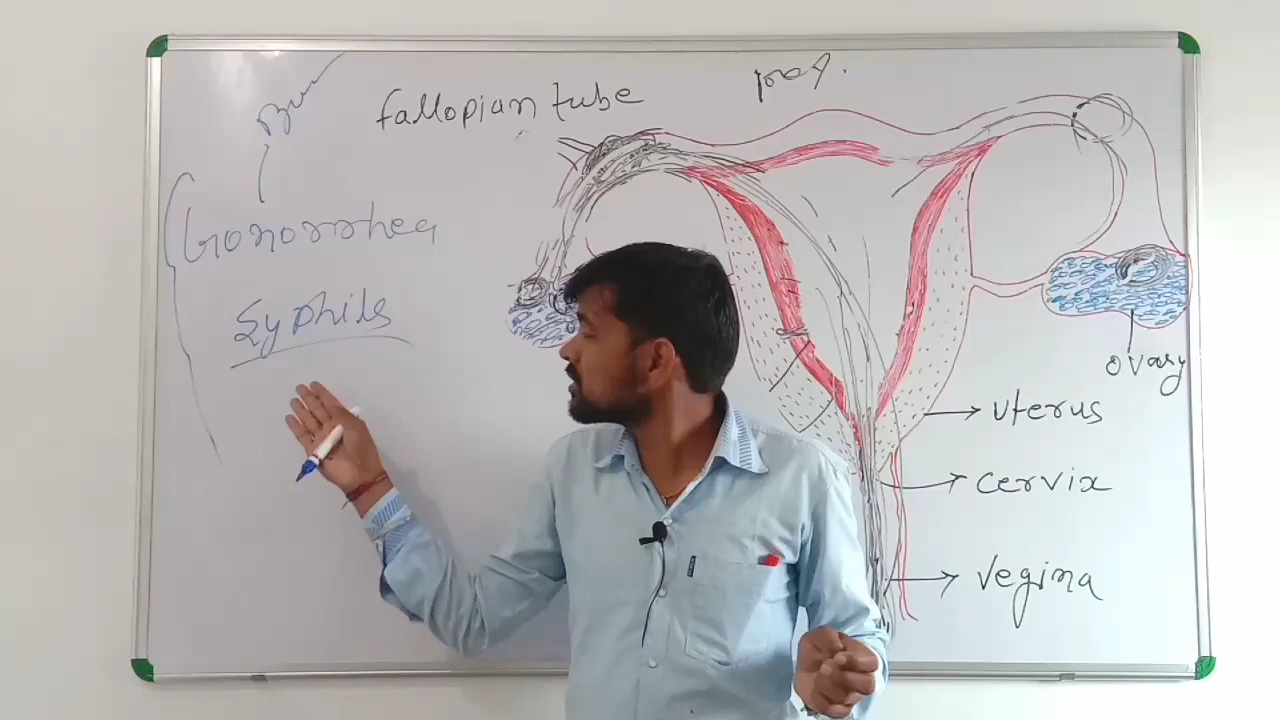 fallopian tube
Gonorrhea
Syphils
ovary
uterus
cervix
vegina